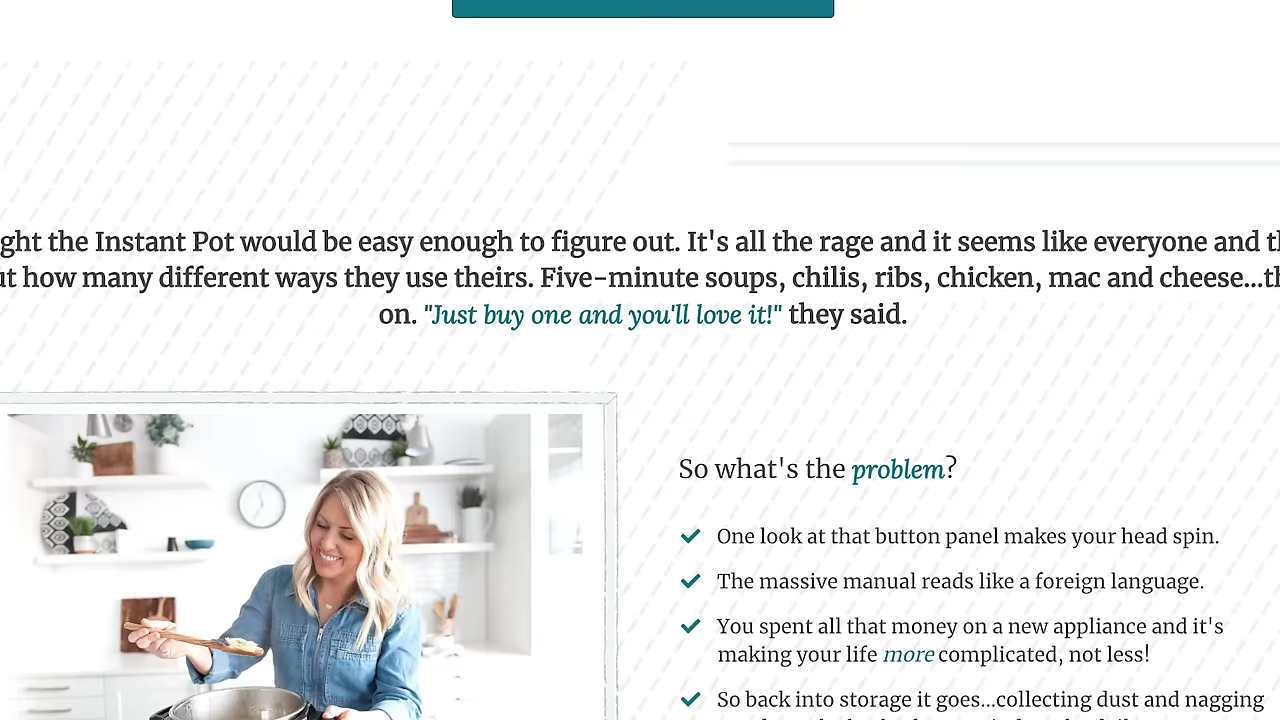 ght the Instant Pot would be easy enough to figure out. It's all the rage and it seems like everyone and
how many different ways they use theirs. Five-minute soups, chilis, ribs, chicken, mac and cheese...
on. "Just buy one and you'll love it!" they said.
So what's the problem?
One look at that button panel makes your head spin.
The massive manual reads like a foreign language.
You spent all that money on a new appliance and it's
making your life more complicated, not less!
So back into storage it goes...collecting dust and nagging